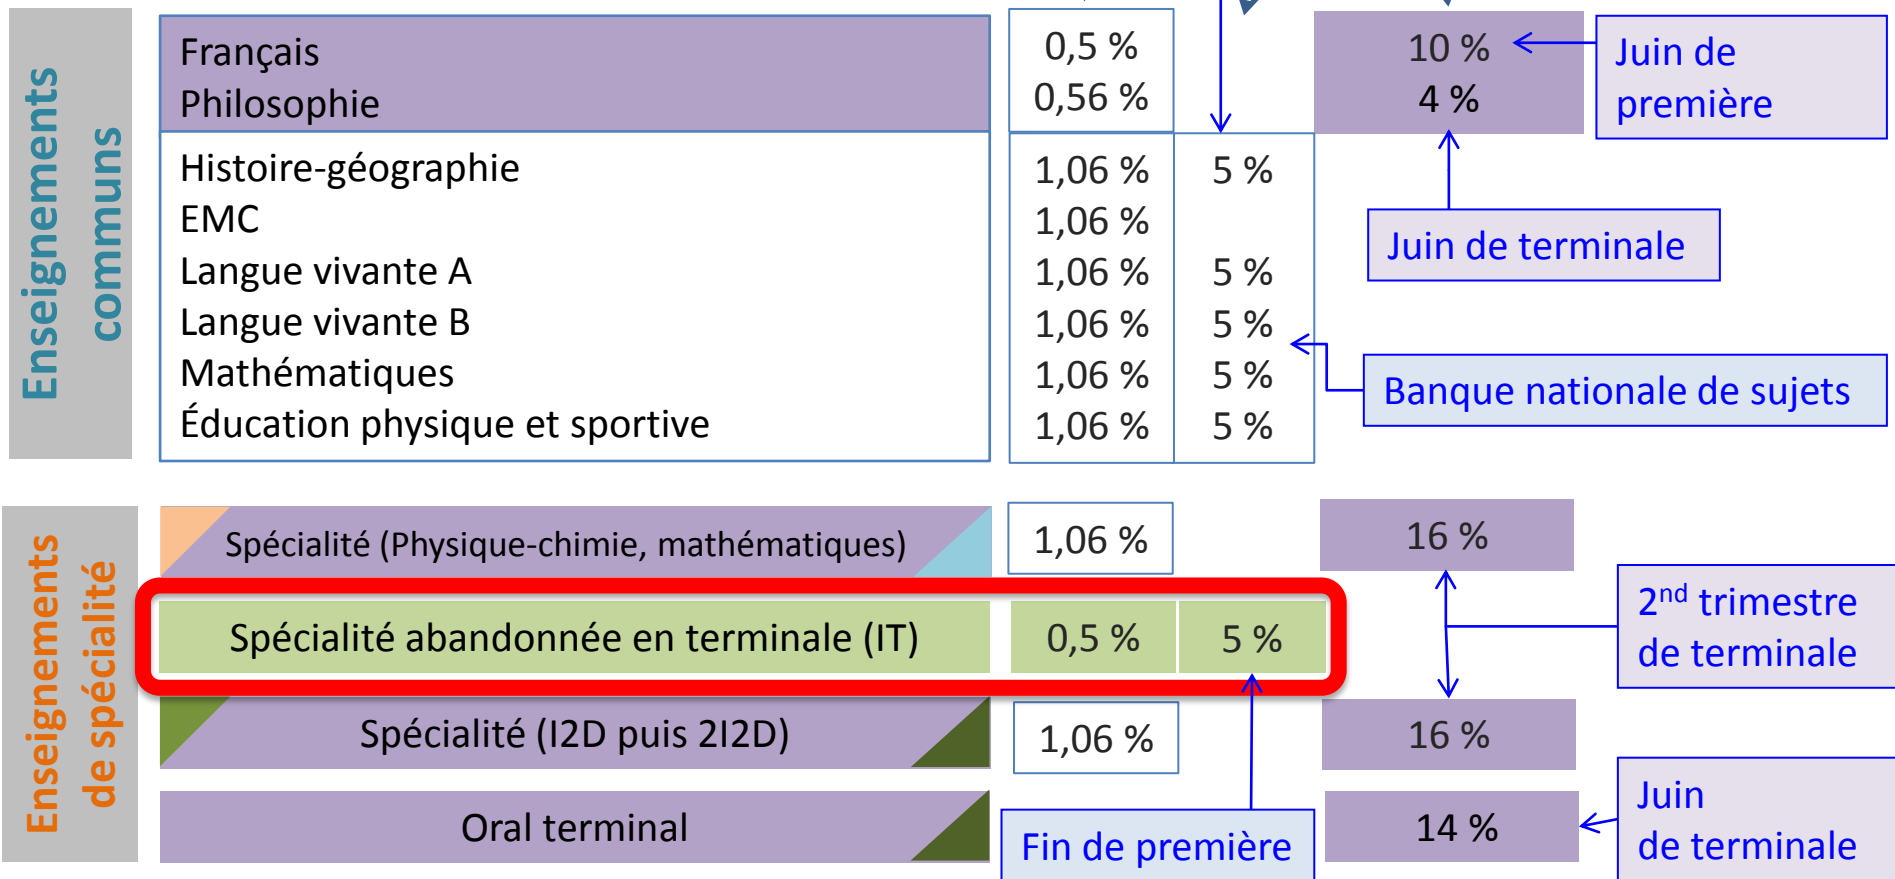 Enseignements
communs
Français 0,5 % 10 %
Philosophie 0,56 % 4 %
Juin de
première
Histoire-géographie 1,06 % 5 %
EMC 1,06 %
Juin de terminale
Langue vivante A 1,06 % 5 %
Langue vivante B 1,06 % 5 %
Mathématiques 1,06 % 5 %
Banque nationale de sujets
Éducation physique et sportive 1,06 % 5 %
Enseignements
de spécialité
Spécialité (Physique-chimie, mathématiques) 1,06 % 16 %
Spécialité abandonnée en terminale (IT) 0,5 % 5 %
2nd trimestre
de terminale
Spécialité (I2D puis 2I2D) 1,06 % 16 %
Oral terminal 14 %
Fin de première
Juin
de terminale